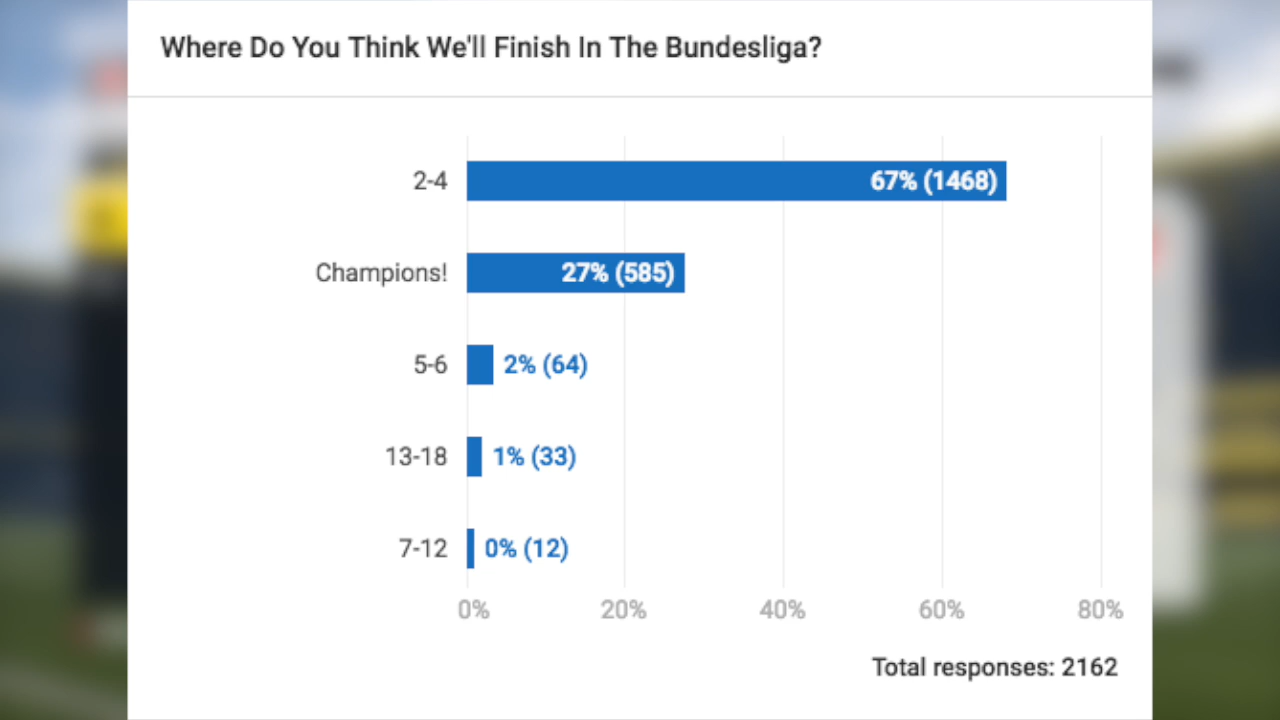 Where Do You Think We'll Finish In The Bundesliga?
2-4 67% (1468)
Champions! 27% (585)
5-6 2% (64)
13-18 1% (33)
7-12 0% (12)
0% 20% 40% 60% 80%
Total responses: 2162